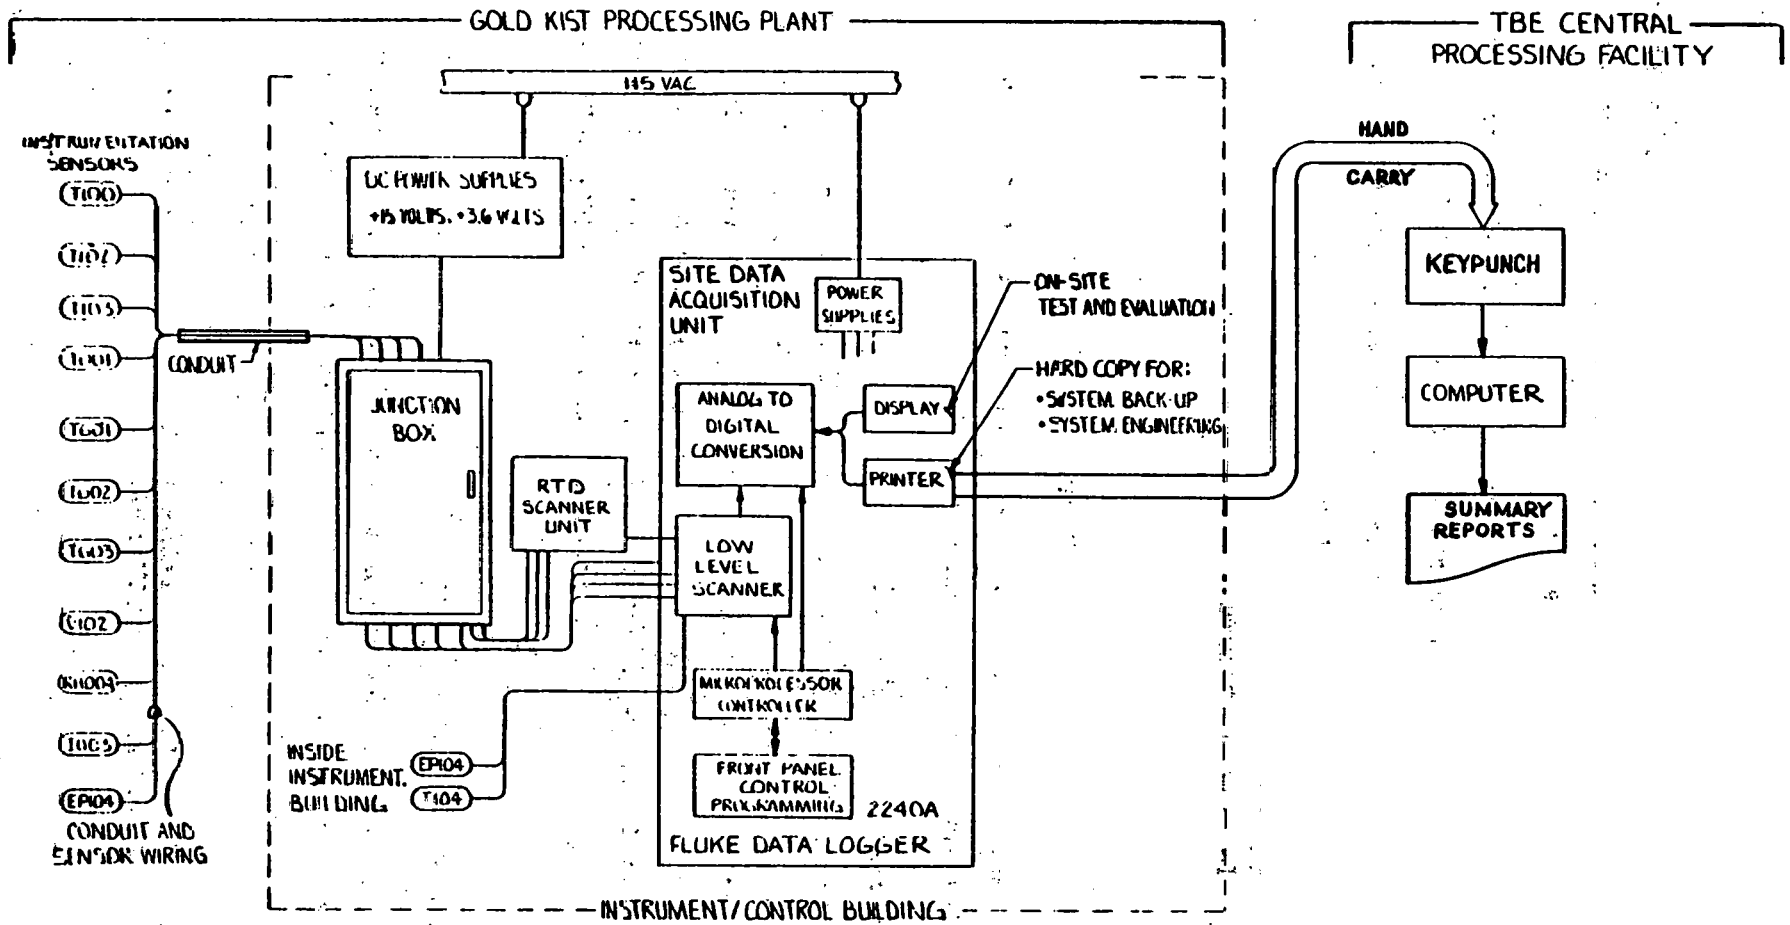 GOLD KIST PROCESSING PLANT
TBE CENTRAL
PROCESSING FACILITY
115 VAC
INSTRUMENTATION
SENSORS
T100
T102
T103
T001
DC POWER SUPPLIES
+15 VOLTS, +3.6 VOLTS
CONDUIT
JUNCTION
BOX
RTD
SCANNER
UNIT
SITE DATA
ACQUISITION
UNIT
POWER
SUPPLIES
ANALOG TO
DIGITAL
CONVERSION
DISPLAY
PRINTER
LOW
LEVEL
SCANNER
MICROPROCESSOR
CONTROLLER
FRONT PANEL
CONTROL
PROGRAMMING
2240A
FLUKE DATA LOGGER
ON-SITE
TEST AND EVALUATION
HARD COPY FOR:
• SYSTEM BACK-UP
• SYSTEM ENGINEERING
HAND
CARRY
KEYPUNCH
COMPUTER
SUMMARY
REPORTS
EP104
CONDUIT AND
SENSOR WIRING
INSIDE
INSTRUMENT.
BUILDING
EP104
T104
INSTRUMENT/CONTROL BUILDING